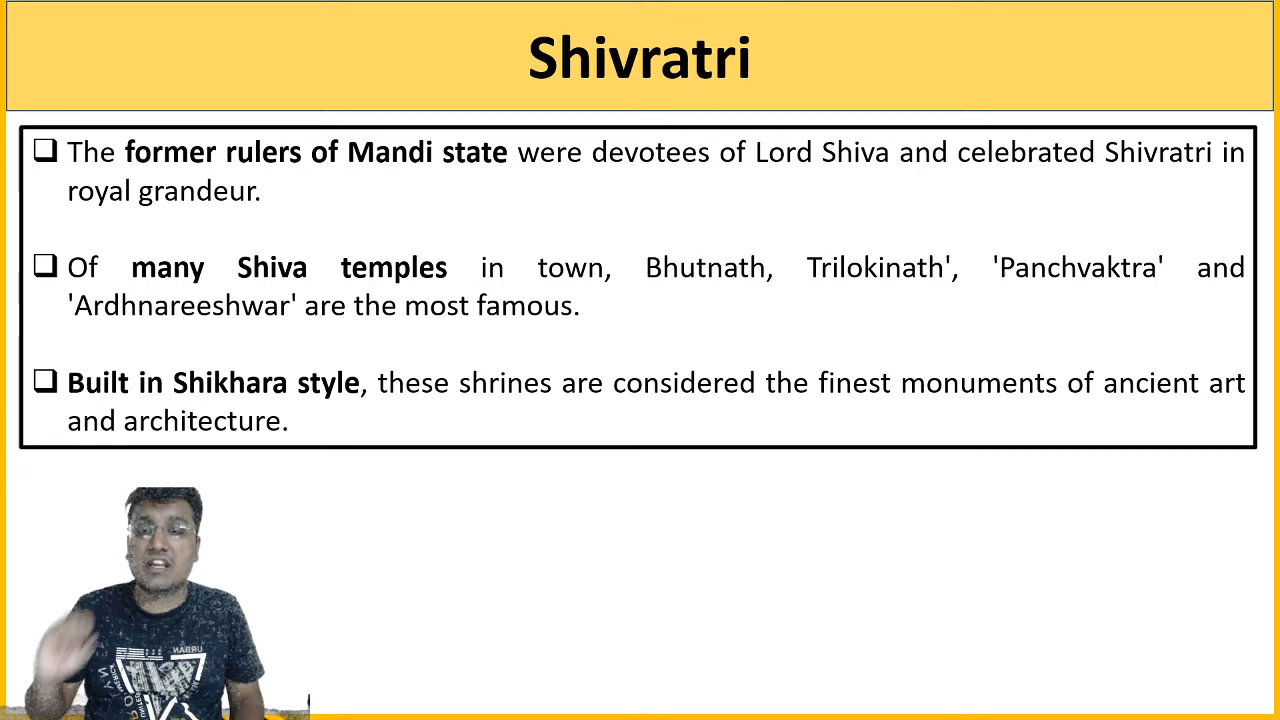 Shivratri
The former rulers of Mandi state were devotees of Lord Shiva and celebrated Shivratri in
royal grandeur.
Of many Shiva temples in town, Bhutnath, Trilokinath', 'Panchvaktra' and
'Ardhnareeshwar' are the most famous.
Built in Shikhara style, these shrines are considered the finest monuments of ancient art
and architecture.
URBAN